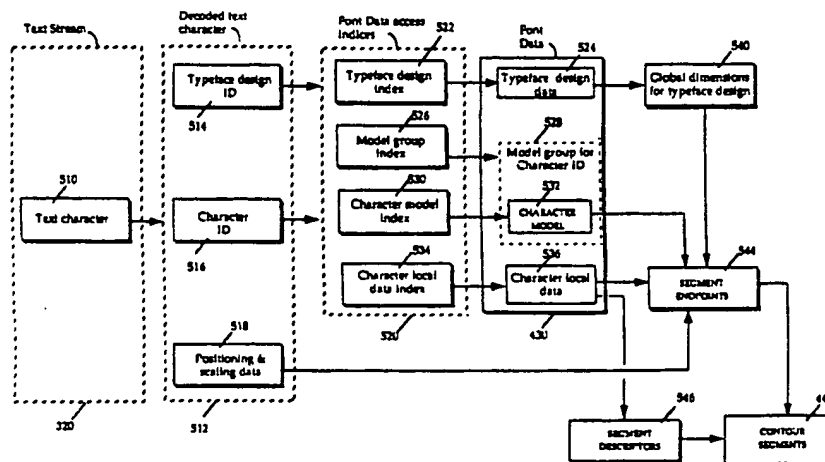 Text Stream
Decoded text
character
Font Data access
indices
522
Font
Data
524
540
Typeface design
ID
514
Typeface design
index
Typeface design
data
Global dimensions
for typeface design
526
Model group
index
528
Model group for
Character ID
510
Text character
Character
ID
516
530
Character model
index
532
CHARACTER
MODEL
534
Character local
data index
536
Character local
data
544
SEGMENT
ENDPOINTS
520
430
518
Positioning &
scaling data
320
512
546
SEGMENT
DESCRIPTORS
44
CONTOUR
SEGMENTS